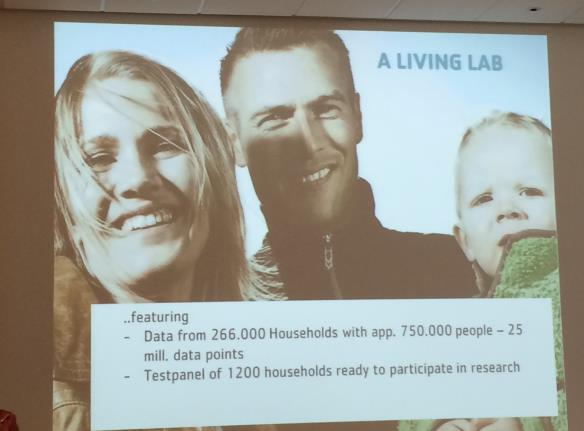 A LIVING LAB
..featuring
- Data from 266.000 Households with app. 750.000 people – 25
mill. data points
- Testpanel of 1200 households ready to participate in research